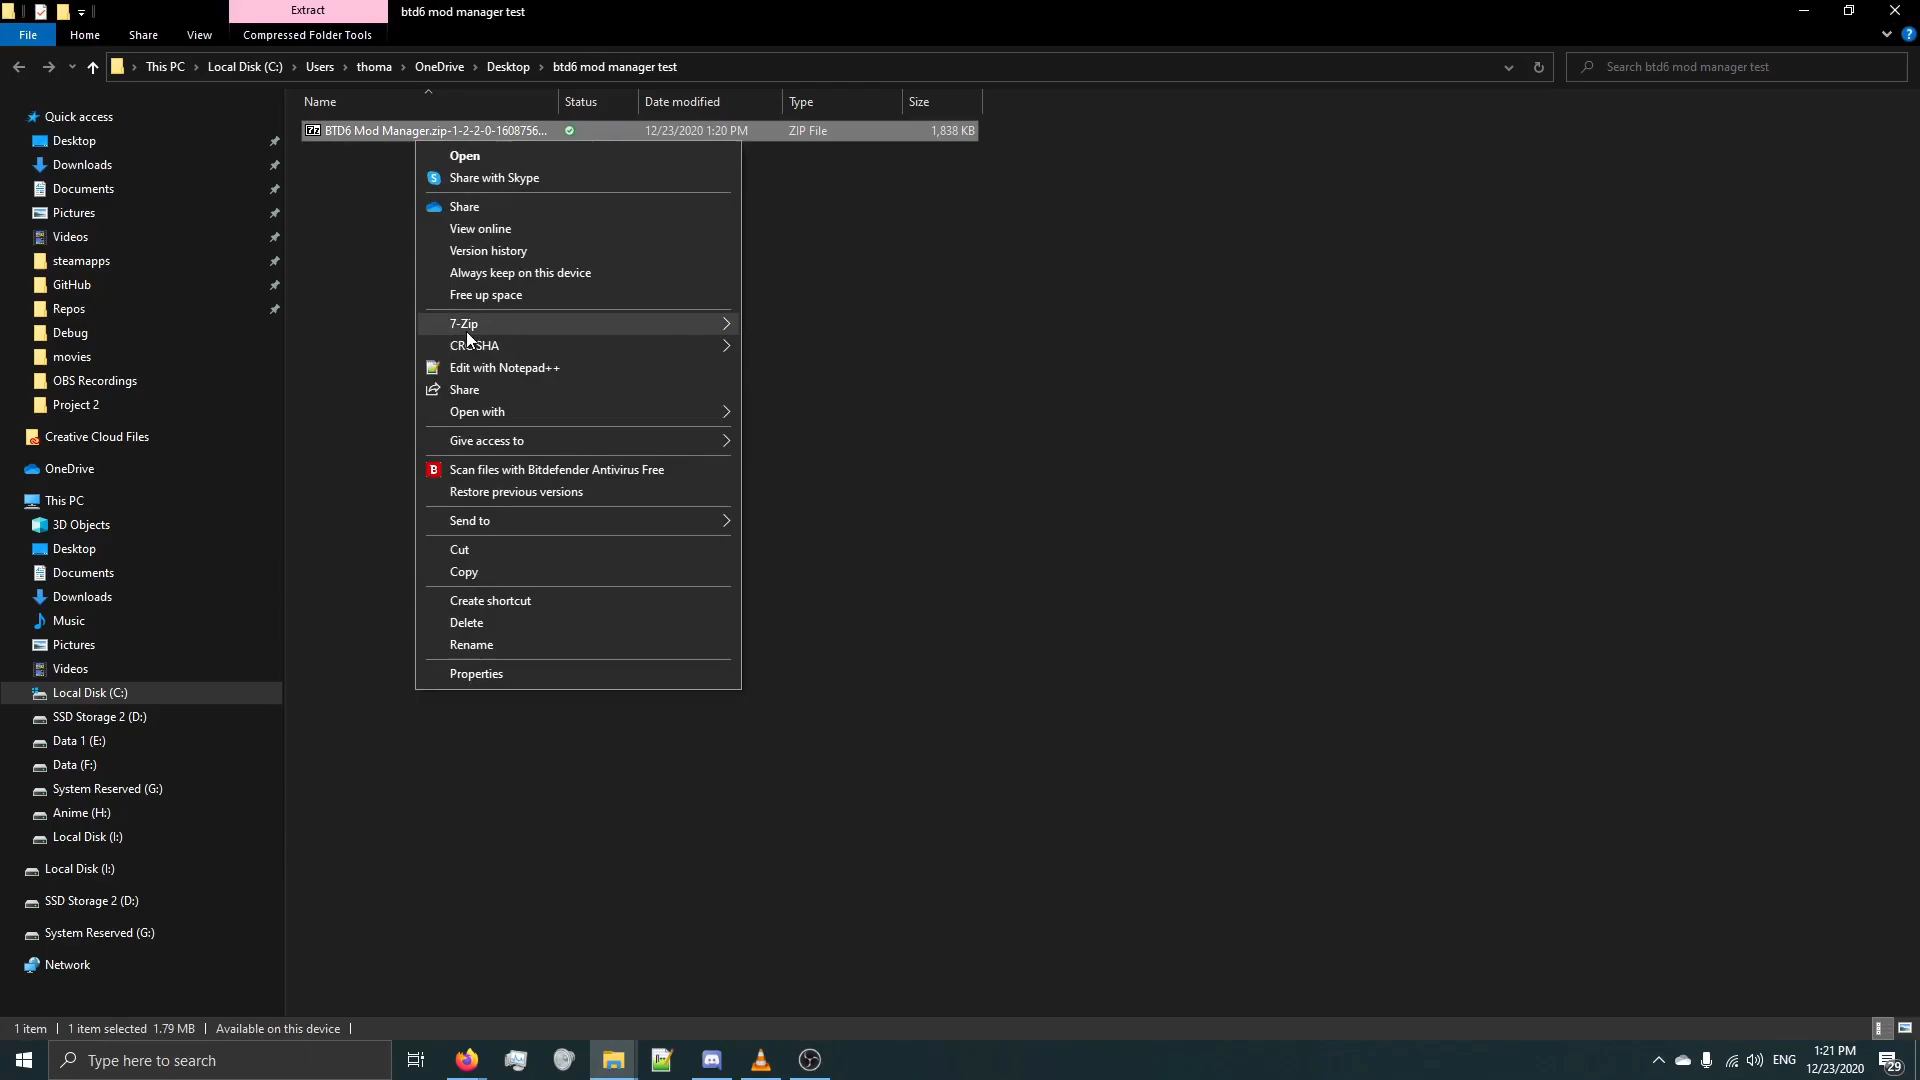 Extract
btd6 mod manager test
File
Home
Share
View
Compressed Folder Tools
This PC
Local Disk (C:)
Users
thoma
OneDrive
Desktop
btd6 mod manager test
Search btd6 mod manager test
Name
Status
Date modified
Type
Size
BTD6 Mod Manager.zip-1-2-2-0-1608756...
12/23/2020 1:20 PM
ZIP File
1,838 KB
Quick access
Desktop
Downloads
Documents
Pictures
Videos
steamapps
GitHub
Repos
Debug
movies
OBS Recordings
Project 2
Creative Cloud Files
OneDrive
This PC
3D Objects
Desktop
Documents
Downloads
Music
Pictures
Videos
Local Disk (C:)
SSD Storage 2 (D:)
Data 1 (E:)
Data (F:)
System Reserved (G:)
Anime (H:)
Local Disk (I:)
Local Disk (I:)
SSD Storage 2 (D:)
System Reserved (G:)
Network
Open
Share with Skype
Share
View online
Version history
Always keep on this device
Free up space
7-Zip
Edit with Notepad++
Share
Open with
Give access to
Scan files with Bitdefender Antivirus Free
Restore previous versions
Send to
Cut
Copy
Create shortcut
Delete
Rename
Properties
1 item
1 item selected 1.79 MB
Available on this device
Type here to search
ENG
1:21 PM
12/23/2020
29